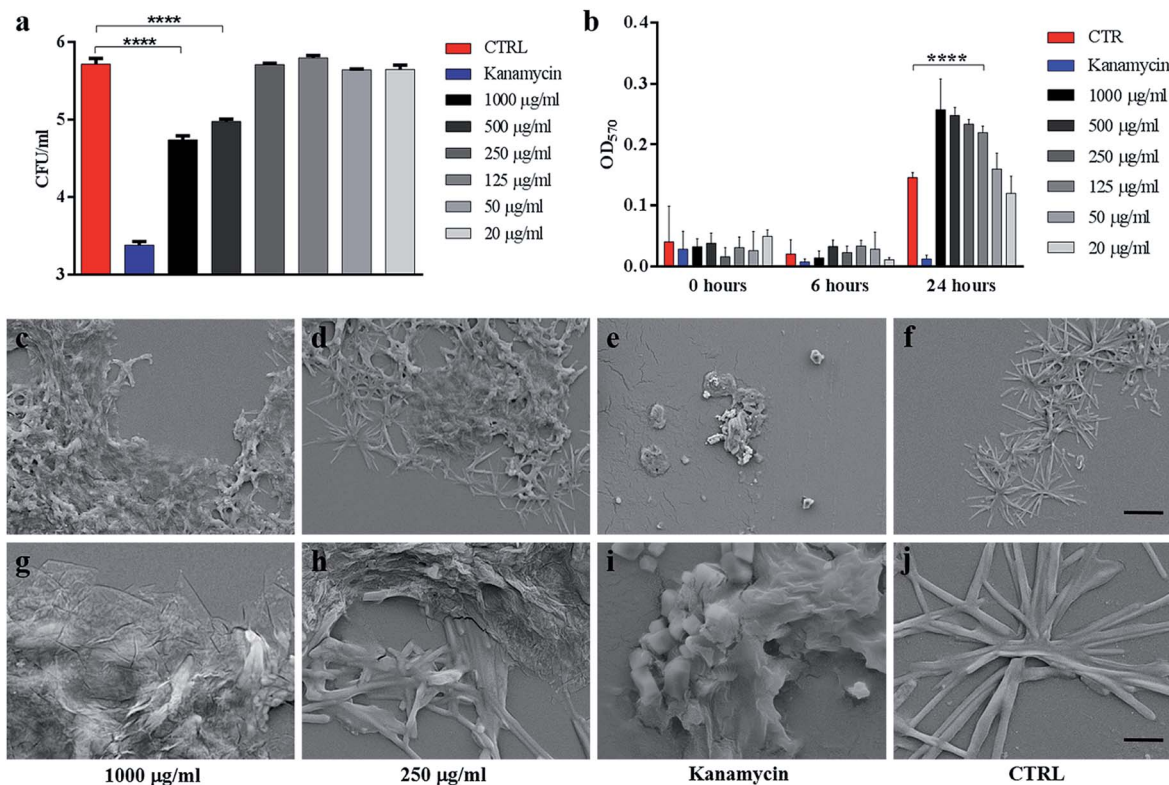 a
****
****
6
5
4
3
CFU/ml
CTRL
Kanamycin
1000 µg/ml
500 µg/ml
250 µg/ml
125 µg/ml
50 µg/ml
20 µg/ml
b
****
0.4
0.3
0.2
0.1
0.0
OD570
0 hours
6 hours
24 hours
CTR
Kanamycin
1000 µg/ml
500 µg/ml
250 µg/ml
125 µg/ml
50 µg/ml
20 µg/ml
c
d
e
f
g
h
i
j
1000 µg/ml
250 µg/ml
Kanamycin
CTRL